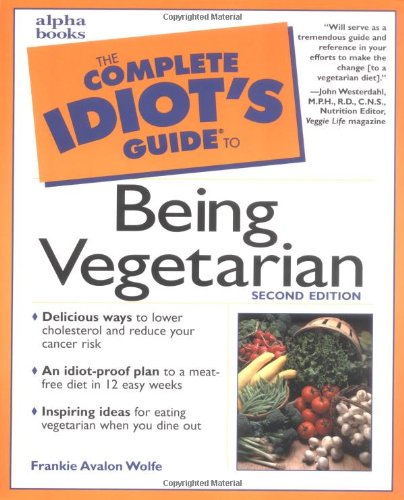 Copyrighted Material
alpha
books
"Will serve as a
tremendous guide and
reference in your
efforts to make the
change [to a
vegetarian diet]."
—John Westerdahl,
M.P.H., R.D., C.N.S.,
Nutrition Editor,
Veggie Life magazine
THE
COMPLETE
IDIOT'S
GUIDE® TO
Being
Vegetarian
SECOND EDITION
Delicious ways to lower
cholesterol and reduce your
cancer risk
An idiot-proof plan to a meat-
free diet in 12 easy weeks
Inspiring ideas for eating
vegetarian when you dine out
Frankie Avalon Wolfe
Copyrighted Material